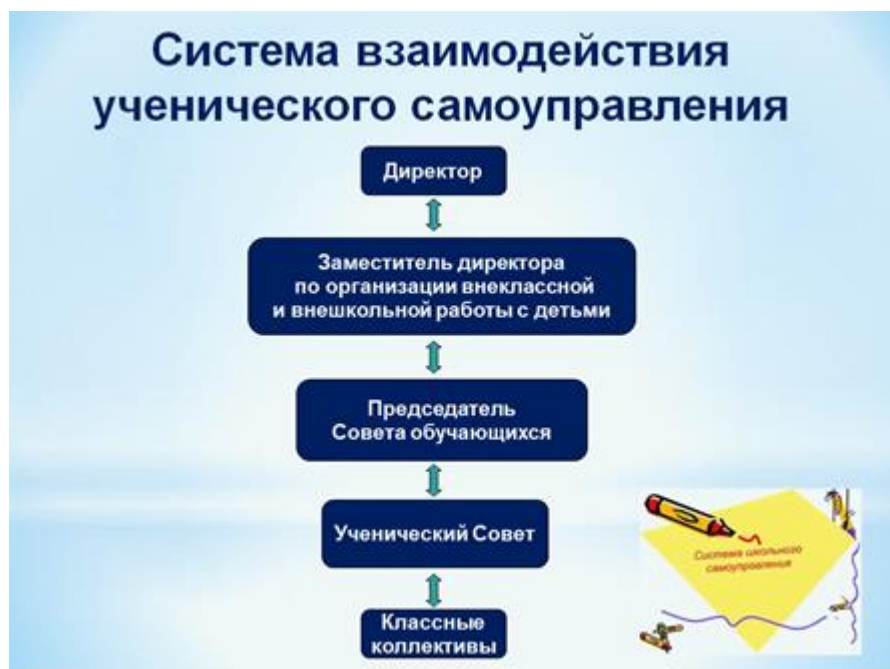 Система взаимодействия
ученического самоуправления
Директор
Заместитель директора
по организации внеклассной
и внешкольной работы с детьми
Председатель
Совета обучающихся
Ученический Совет
Система школьного
самоуправления
Классные
коллективы